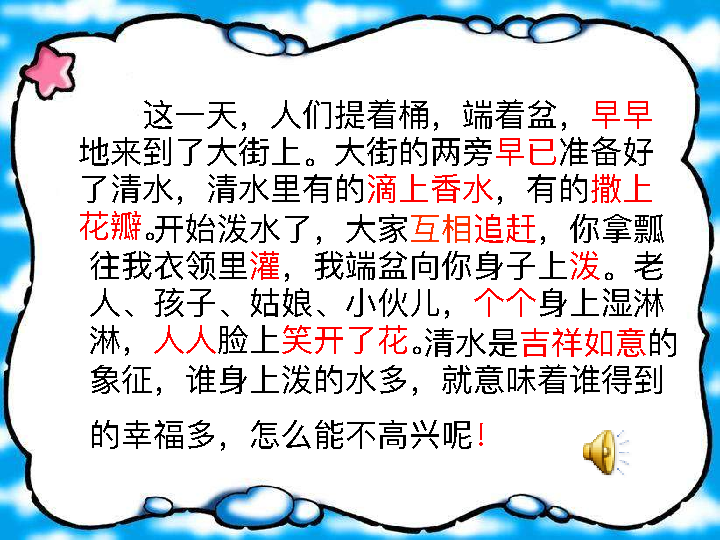 这一天，人们提着桶，端着盆，早早
地来到了大街上。大街的两旁早已准备好
了清水，清水里有的滴上香水，有的撒上
花瓣。开始泼水了，大家互相追赶，你拿瓢
往我衣领里灌，我端盆向你身子上泼。老
人、孩子、姑娘、小伙儿，个个身上湿淋
淋，人人脸上笑开了花。清水是吉祥如意的
象征，谁身上泼的水多，就意味着谁得到
的幸福多，怎么能不高兴呢！